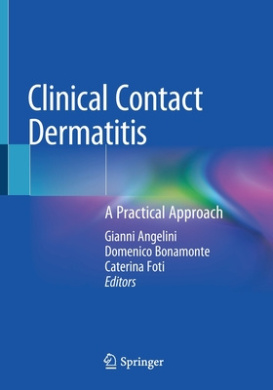 Clinical Contact
Dermatitis
A Practical Approach
Gianni Angelini
Domenico Bonamonte
Caterina Foti
Editors
Springer